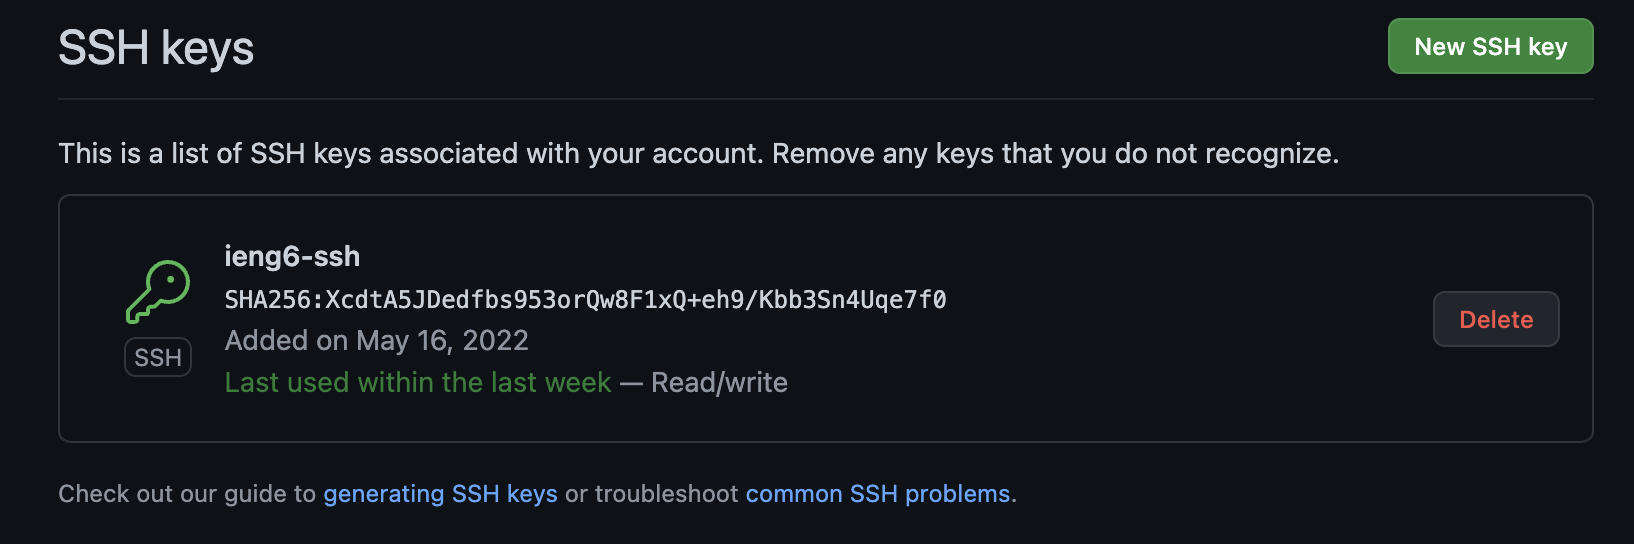 SSH keys
New SSH key
This is a list of SSH keys associated with your account. Remove any keys that you do not recognize.
ieng6-ssh
SHA256:XcdtA5JDedfbs953orQw8F1xQ+eh9/Kbb3Sn4Uqe7f0
Added on May 16, 2022
Last used within the last week — Read/write
SSH
Delete
Check out our guide to generating SSH keys or troubleshoot common SSH problems.